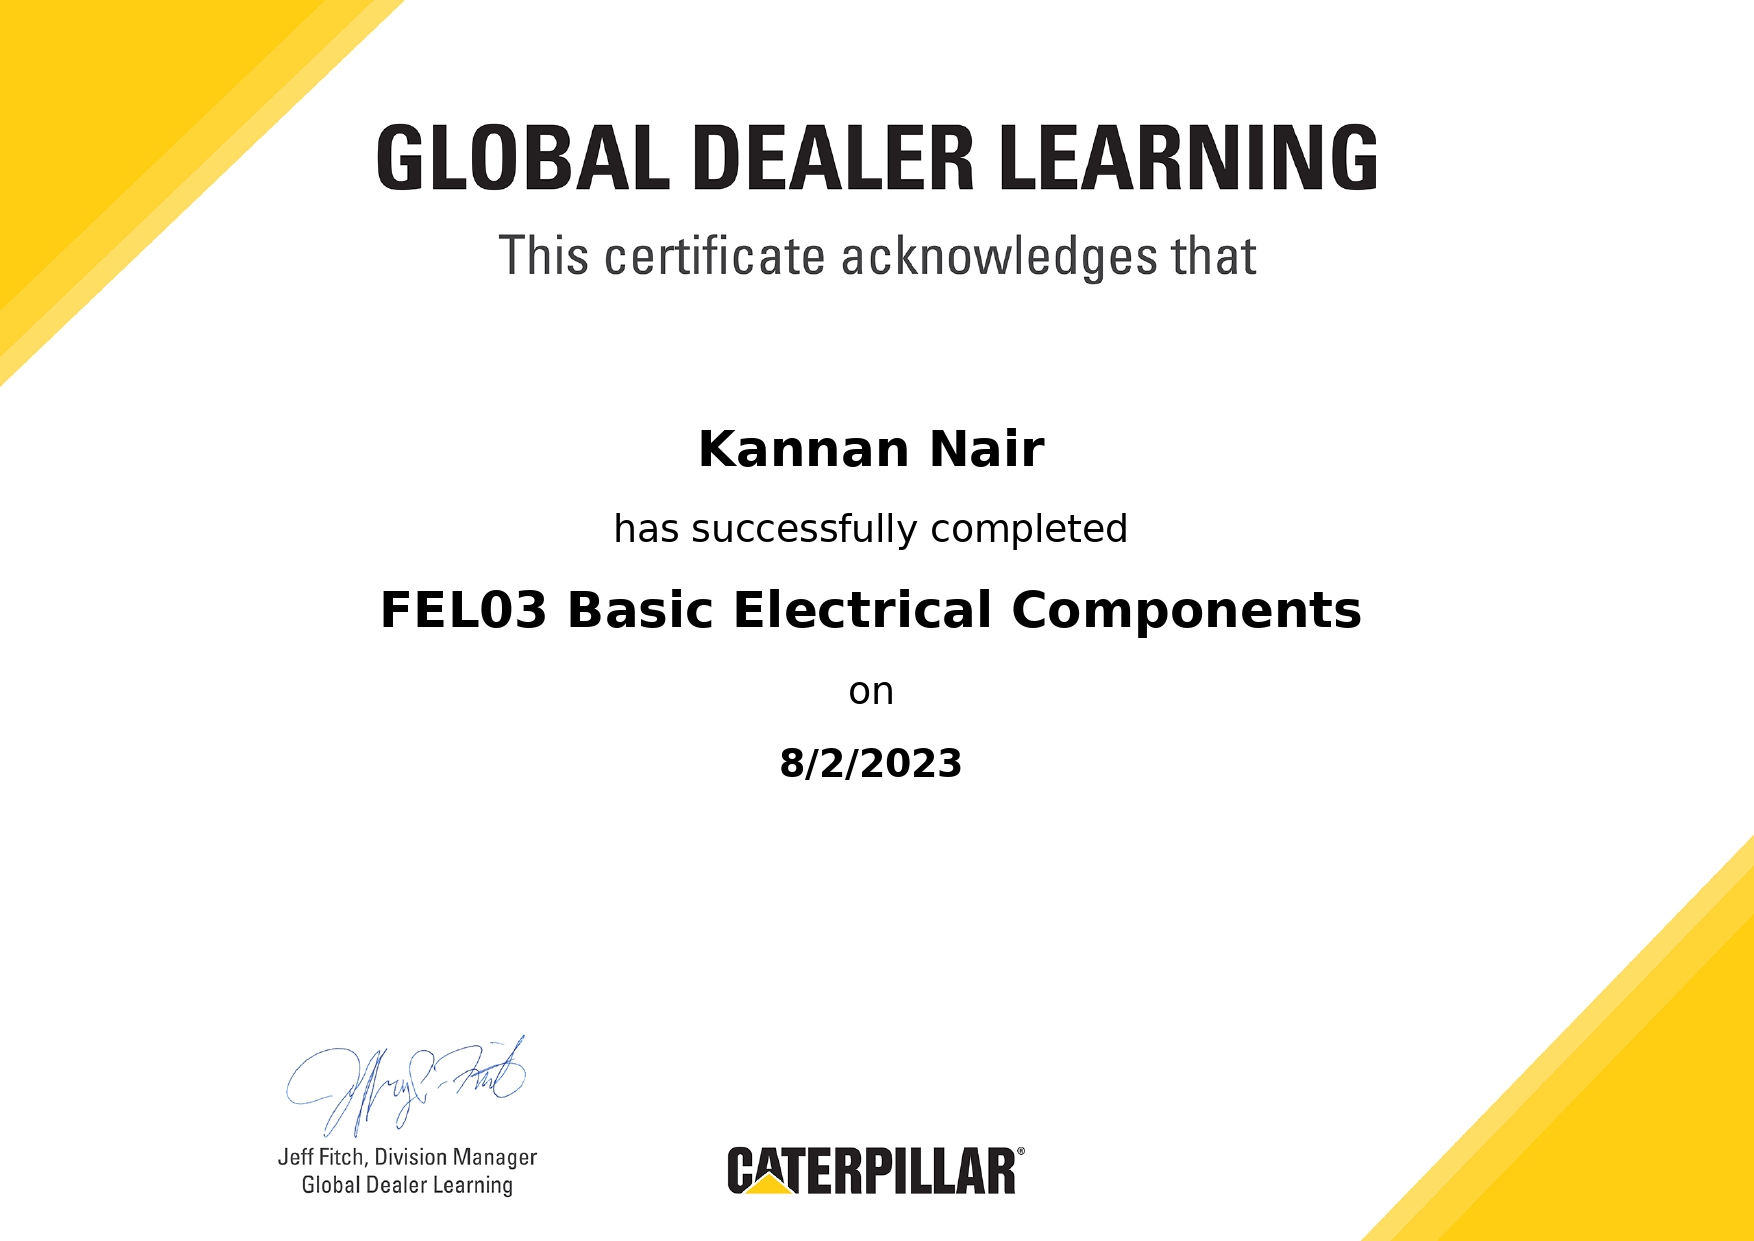 GLOBAL DEALER LEARNING
This certificate acknowledges that
Kannan Nair
has successfully completed
FEL03 Basic Electrical Components
on
8/2/2023
Jeff Fitch, Division Manager
Global Dealer Learning
CATERPILLAR®